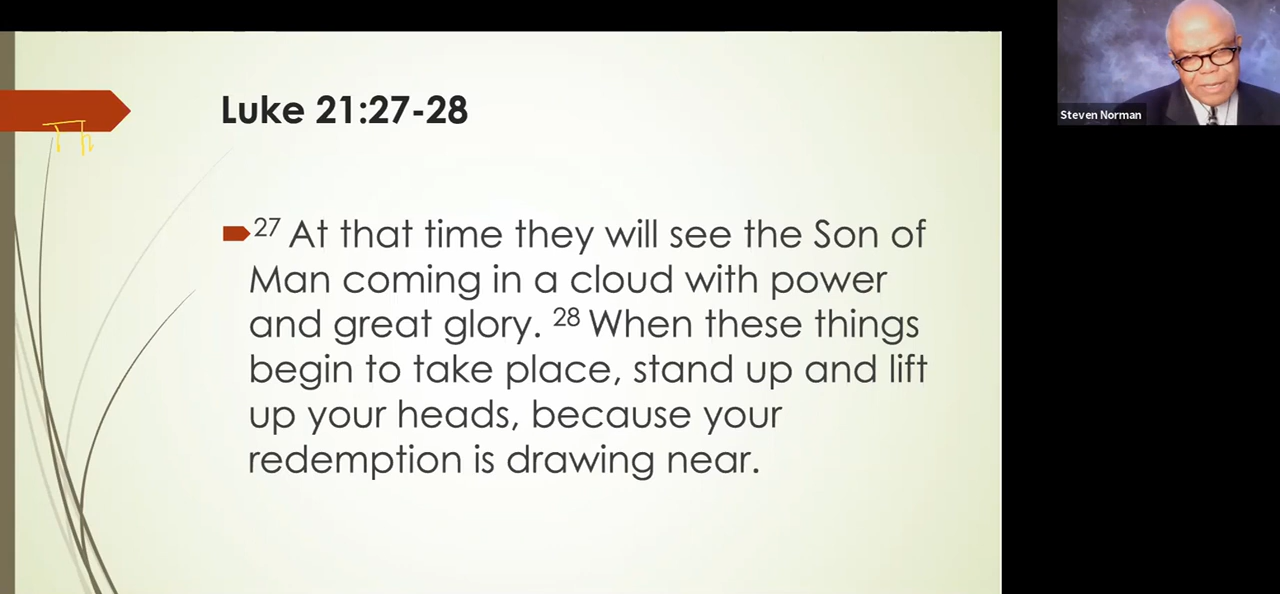 Luke 21:27-28
27 At that time they will see the Son of
Man coming in a cloud with power
and great glory. 28 When these things
begin to take place, stand up and lift
up your heads, because your
redemption is drawing near.
Steven Norman